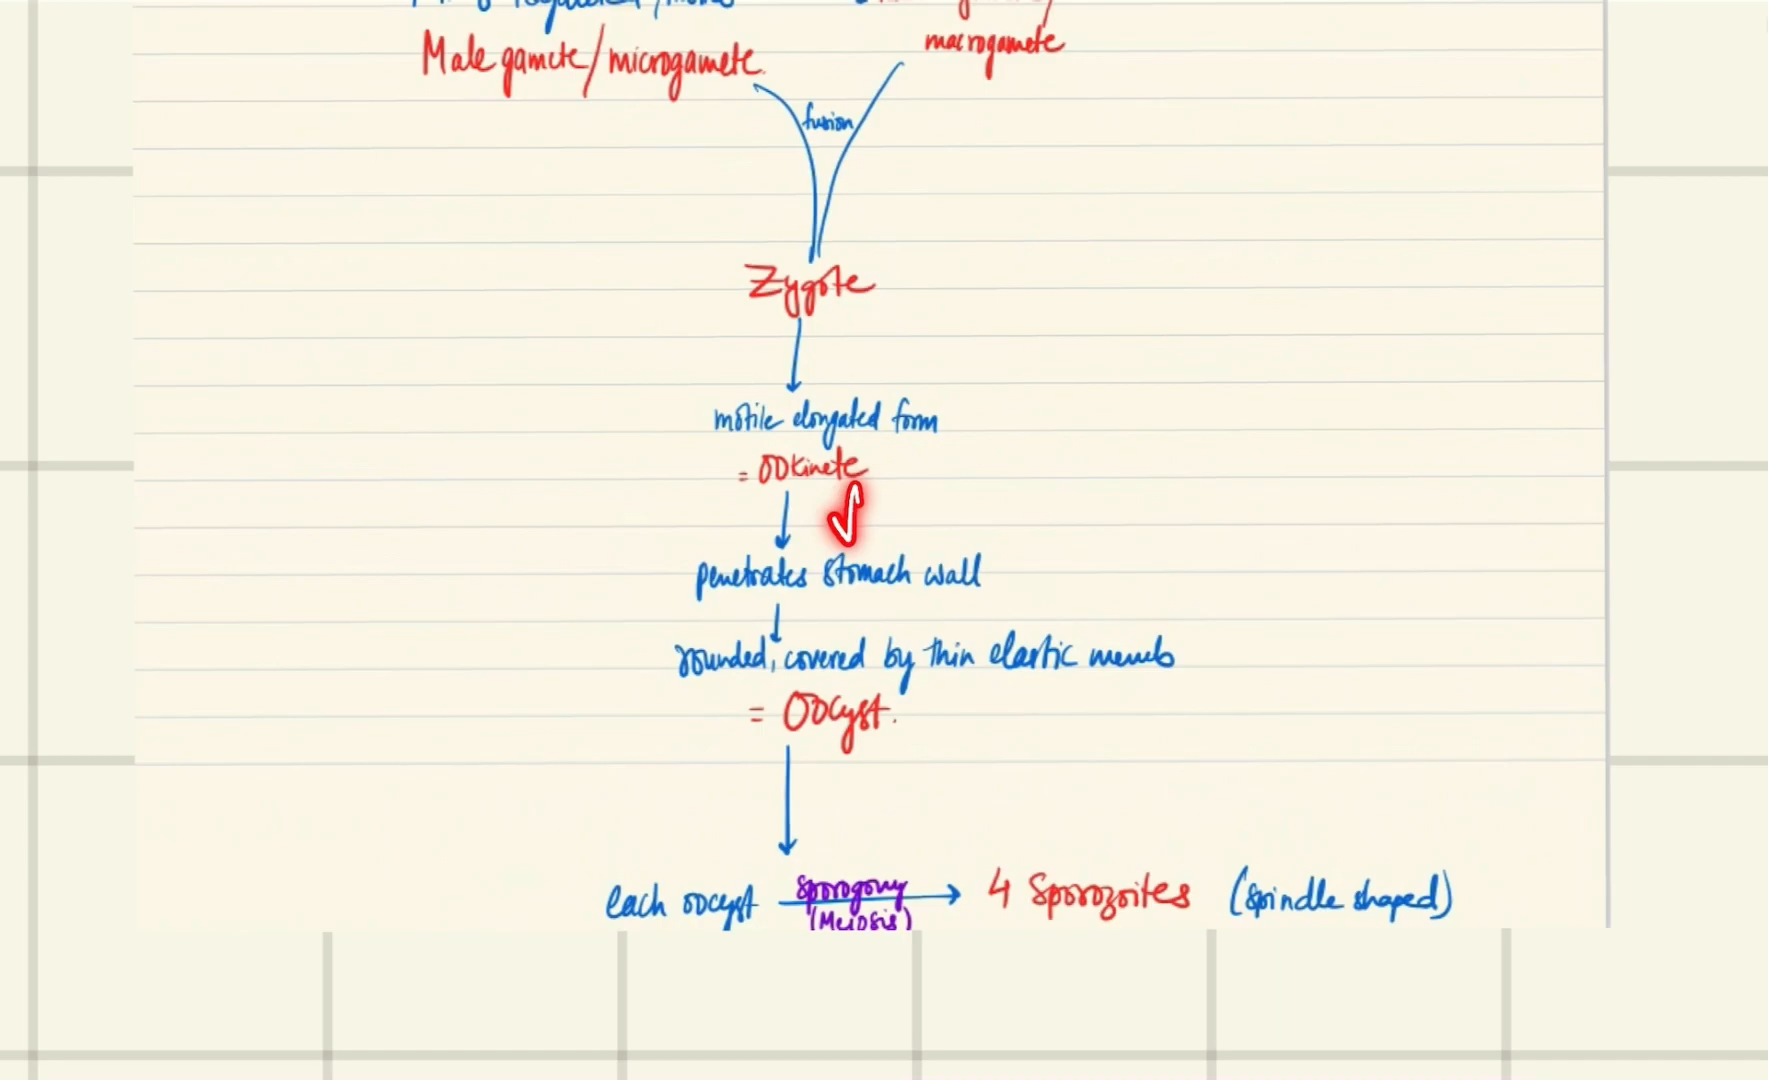 Male gamete/microgamete.
macrogamete
fusion
Zygote
motile elongated form
= OOkinete
penetrates stomach wall
rounded, covered by thin elastic memb
= OOcyst.
each oocyst sporogony (Meiosis) 4 Sporozoites (spindle shaped)